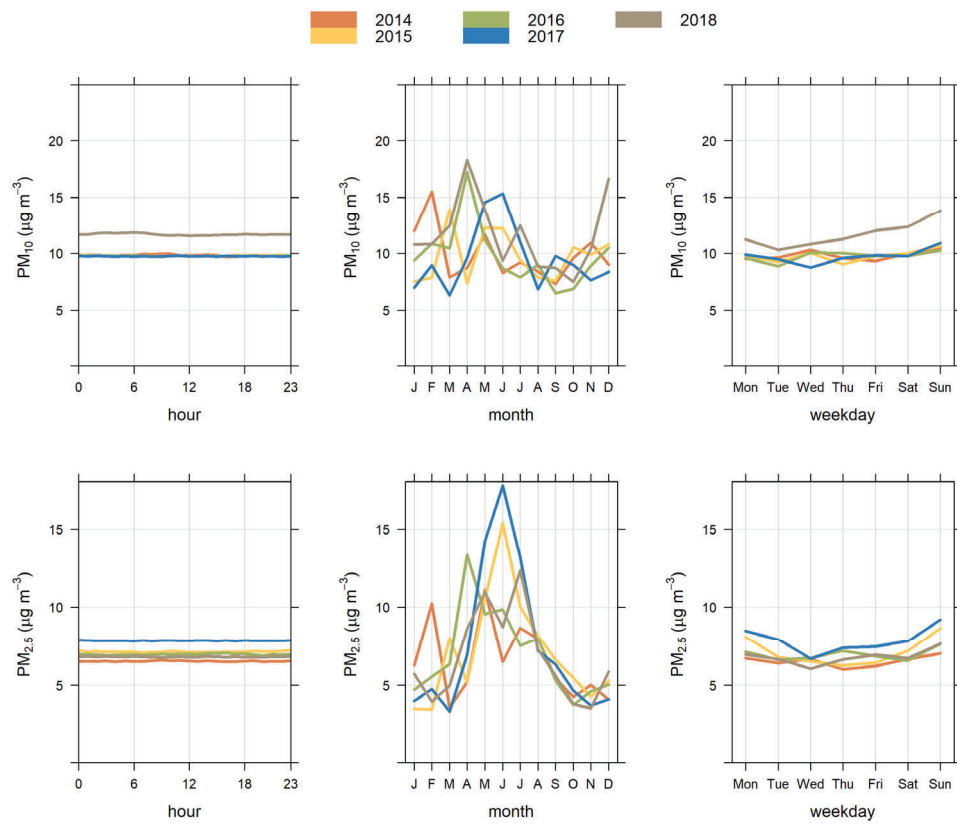 2014 2016 2018
2015 2017
PM10 (µg m−3)
20
15
10
5
0 6 12 18 23
hour
PM10 (µg m−3)
20
15
10
5
J F M A M J J A S O N D
month
PM10 (µg m−3)
20
15
10
5
Mon Tue Wed Thu Fri Sat Sun
weekday
PM2.5 (µg m−3)
15
10
5
0 6 12 18 23
hour
PM2.5 (µg m−3)
15
10
5
J F M A M J J A S O N D
month
PM2.5 (µg m−3)
15
10
5
Mon Tue Wed Thu Fri Sat Sun
weekday